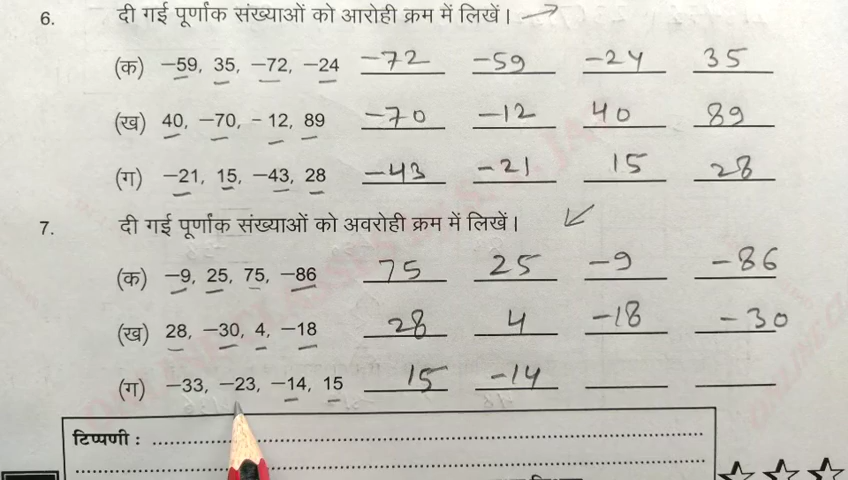 6. दी गई पूर्णांक संख्याओं को आरोही क्रम में लिखें।
(क) −59, 35, −72, −24 −72 −59 −24 35
(ख) 40, −70, - 12, 89 −70 −12 40 89
(ग) −21, 15, −43, 28 −43 -21 15 28
7. दी गई पूर्णांक संख्याओं को अवरोही क्रम में लिखें।
(क) −9, 25, 75, −86 75 25 −9 −86
(ख) 28, −30, 4, −18 28 4 −18 −30
(ग) −33, −23, −14, 15 15 −14
टिप्पणी :